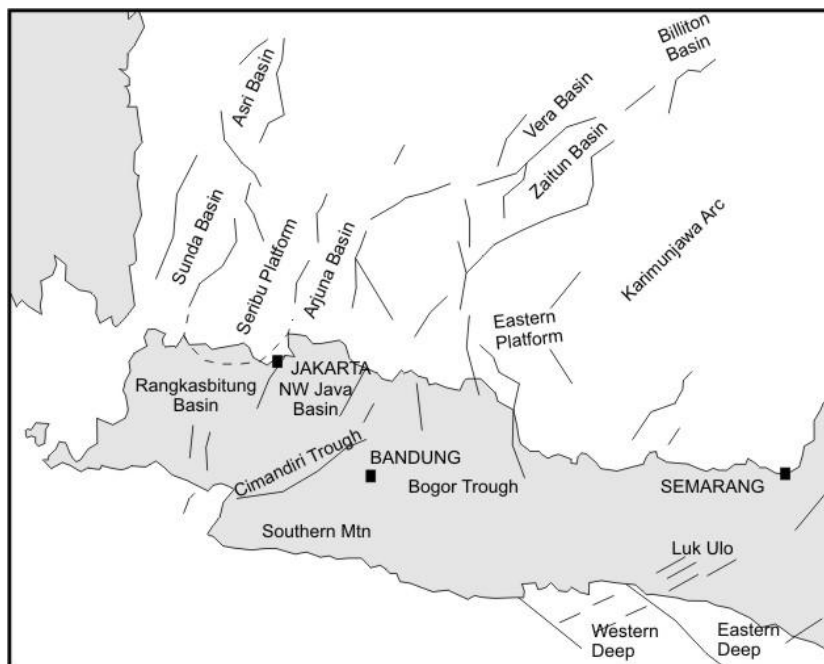 Billiton
Basin
Asri Basin
Vera Basin
Zaitun Basin
Sunda Basin
Seribu Platform
Arjuna Basin
Karimunjawa Arc
Eastern
Platform
JAKARTA
Rangkasbitung
Basin
NW Java
Basin
Cimandiri Trough
BANDUNG
Bogor Trough
SEMARANG
Southern Mtn
Luk Ulo
Western
Deep
Eastern
Deep